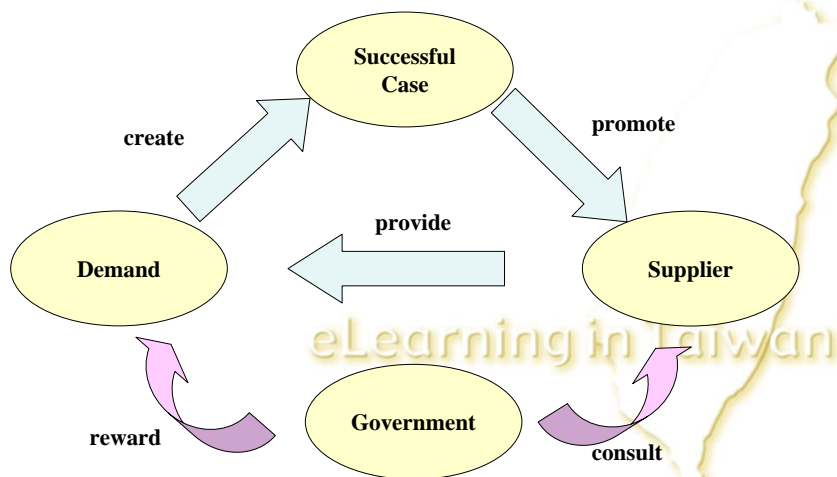 Successful
Case
create
promote
provide
Demand
Supplier
eLearning in Taiwan
Government
reward
consult